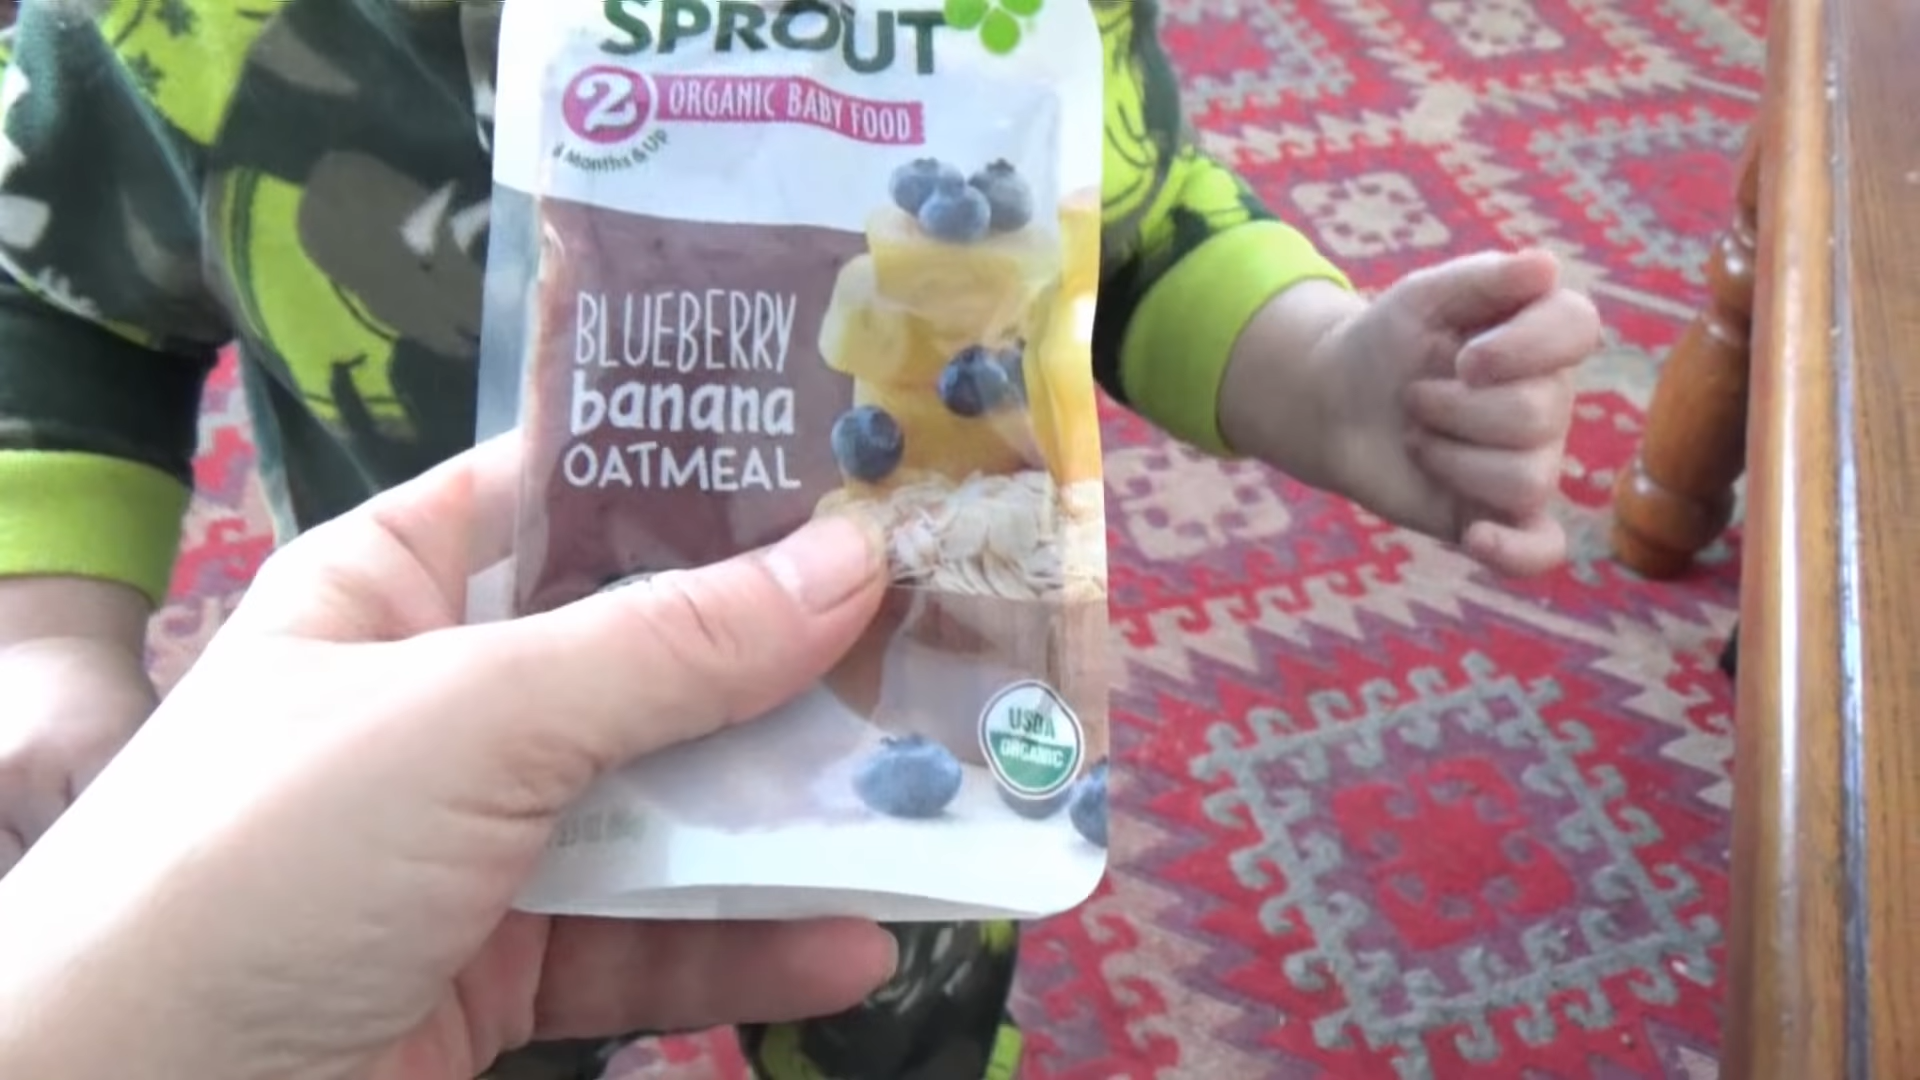 SPROUT
2 ORGANIC BABY FOOD
Months & Up
BLUEBERRY
banana
OATMEAL
USDA
ORGANIC